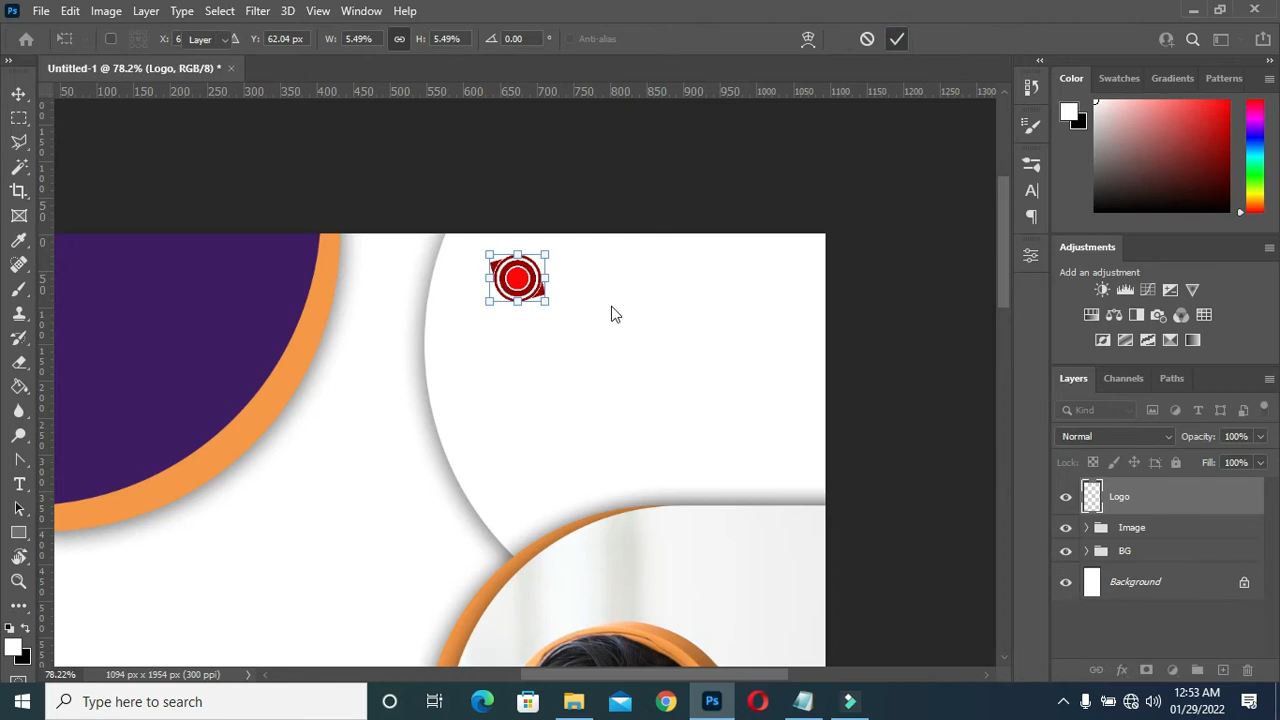 Ps File Edit Image Layer Type Select Filter 3D View Window Help
X: 6 Layer Y: 62.04 px W: 5.49% H: 5.49% 0.00 ° Anti-alias
Untitled-1 @ 78.2% (Logo, RGB/8) * ×
50 100 150 200 250 300 350 400 450 500 550 600 650 700 750 800 850 900 950 1000 1050 1100 1150 1200 1250 1300
Color Swatches Gradients Patterns
Adjustments
Add an adjustment
Layers Channels Paths
Kind
Normal Opacity: 100%
Lock: Fill: 100%
Logo
Image
BG
Background
78.22% 1094 px x 1954 px (300 ppi)
Type here to search
12:53 AM
01/29/2022